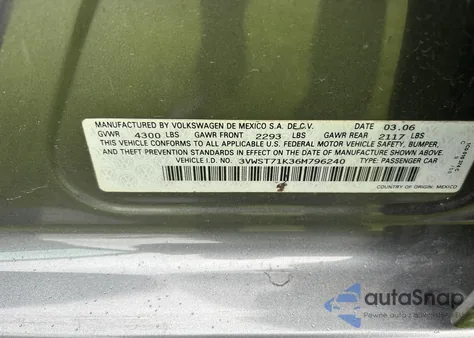 MANUFACTURED BY VOLKSWAGEN DE MEXICO S.A. DE C.V. 03.06
GVWR 4300 LBS GAWR FRONT 2293 LBS GAWR REAR 2117 LBS
THIS VEHICLE CONFORMS TO ALL APPLICABLE U.S. FEDERAL MOTOR VEHICLE SAFETY, BUMPER,
AND THEFT PREVENTION STANDARDS IN EFFECT ON THE DATE OF MANUFACTURE SHOWN ABOVE.
VEHICLE I.D. NO. 3VWST71K36M796240 TYPE: PASSENGER CAR
COUNTRY OF ORIGIN: MEXICO
autoSnap